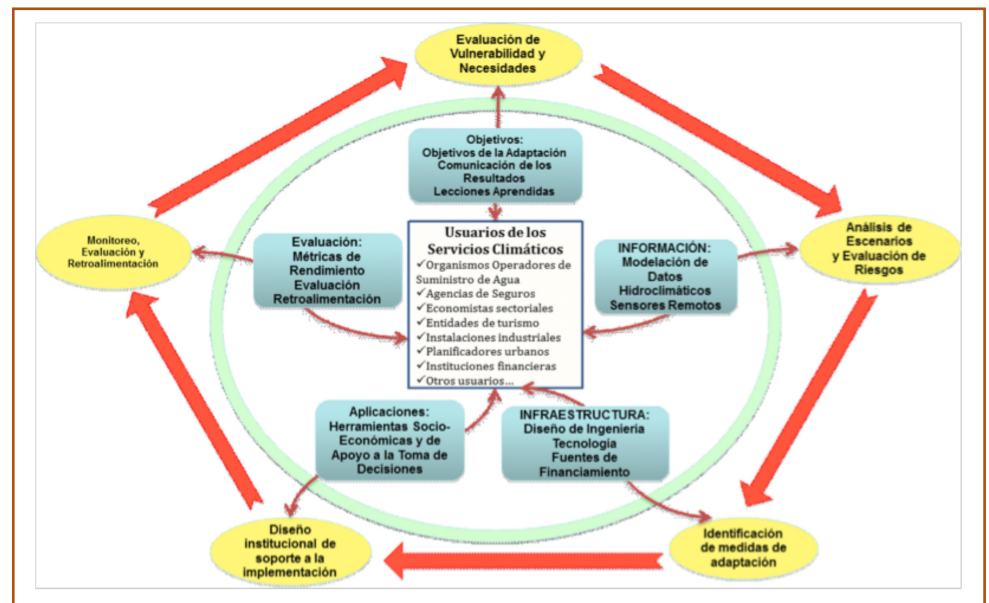 Evaluación de
Vulnerabilidad y
Necesidades
Objetivos:
Objetivos de la Adaptación
Comunicación de los
Resultados
Lecciones Aprendidas
Monitoreo,
Evaluación y
Retroalimentación
Evaluación:
Métricas de
Rendimiento
Evaluación
Retroalimentación
Usuarios de los
Servicios Climáticos
✓Organismos Operadores de
Suministro de Agua
✓Agencias de Seguros
✓Economistas sectoriales
✓Entidades de turismo
✓Instalaciones industriales
✓Planificadores urbanos
✓Instituciones financieras
✓Otros usuarios...
INFORMACIÓN:
Modelación de
Datos
Hidroclimáticos
Sensores Remotos
Análisis de
Escenarios
y Evaluación de
Riesgos
Aplicaciones:
Herramientas Socio-
Económicas y de
Apoyo a la Toma de
Decisiones
INFRAESTRUCTURA:
Diseño de Ingeniería
Tecnología
Fuentes de
Financiamiento
Diseño
institucional de
soporte a la
implementación
Identificación
de medidas de
adaptación